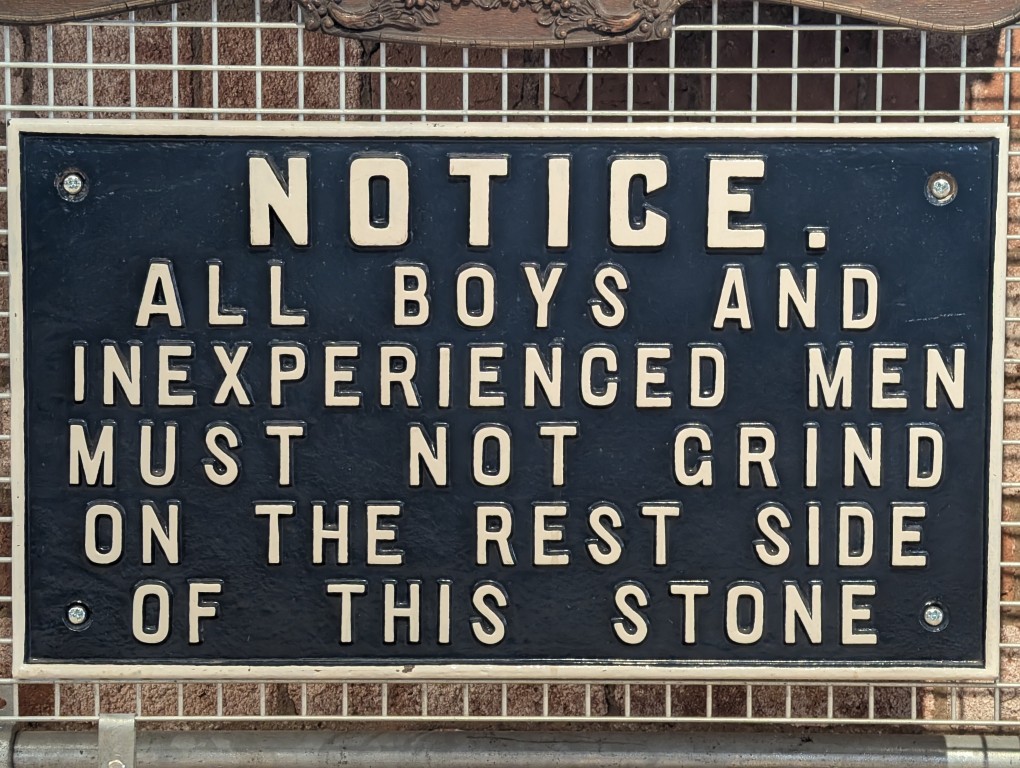 NOTICE.
ALL BOYS AND
INEXPERIENCED MEN
MUST NOT GRIND
ON THE REST SIDE
OF THIS STONE